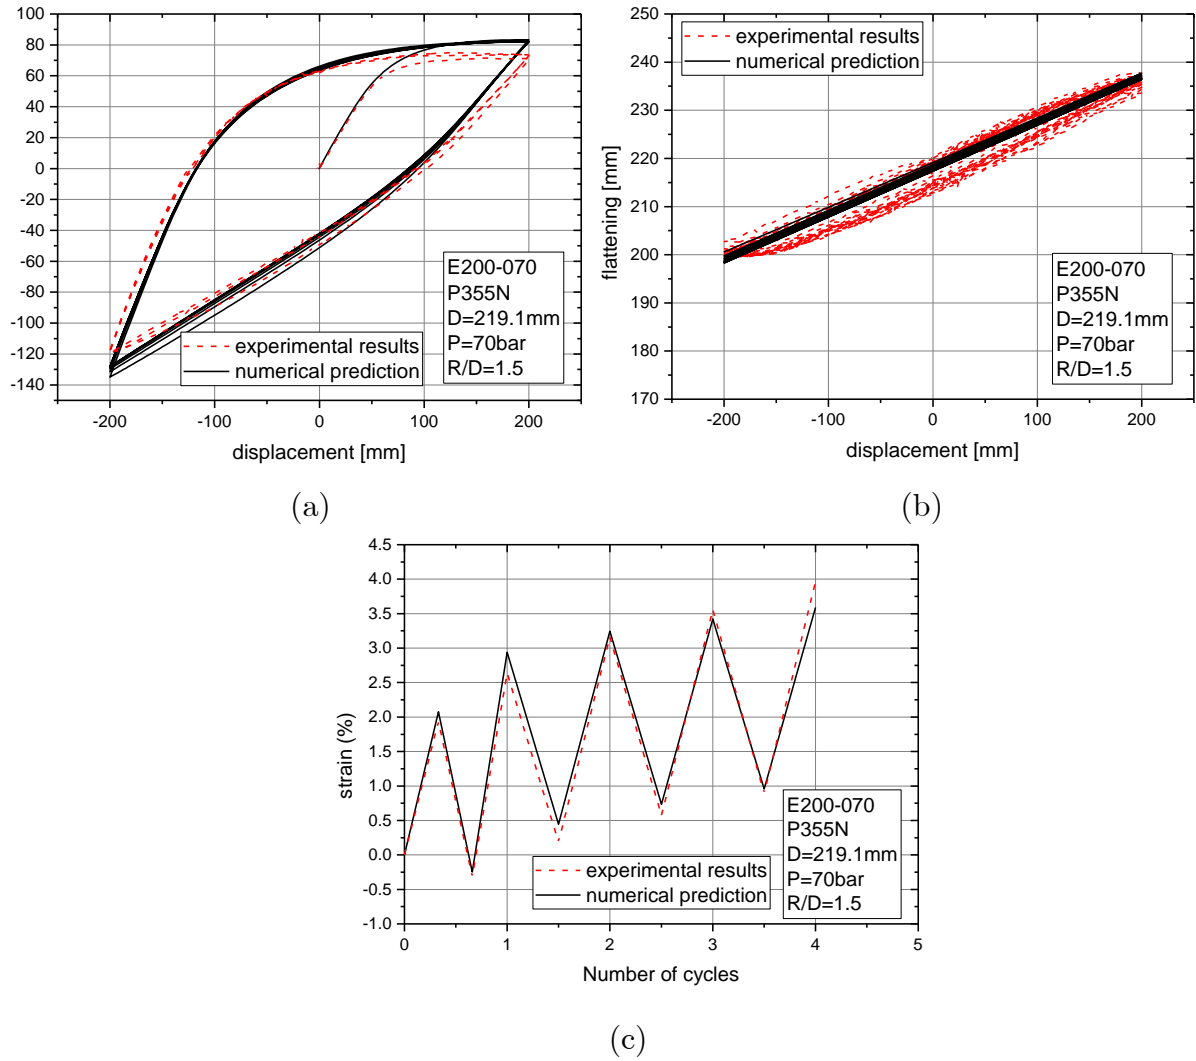 100
80
60
40
20
0
-20
-40
-60
-80
-100
-120
-140
-200
-100
0
100
200
displacement [mm]
experimental results
numerical prediction
E200-070
P355N
D=219.1mm
P=70bar
R/D=1.5
(a)
250
240
230
220
210
200
190
180
170
flattening [mm]
-200
-100
0
100
200
displacement [mm]
experimental results
numerical prediction
E200-070
P355N
D=219.1mm
P=70bar
R/D=1.5
(b)
4.5
4.0
3.5
3.0
2.5
2.0
1.5
1.0
0.5
0.0
-0.5
-1.0
strain (%)
0
1
2
3
4
5
Number of cycles
experimental results
numerical prediction
E200-070
P355N
D=219.1mm
P=70bar
R/D=1.5
(c)